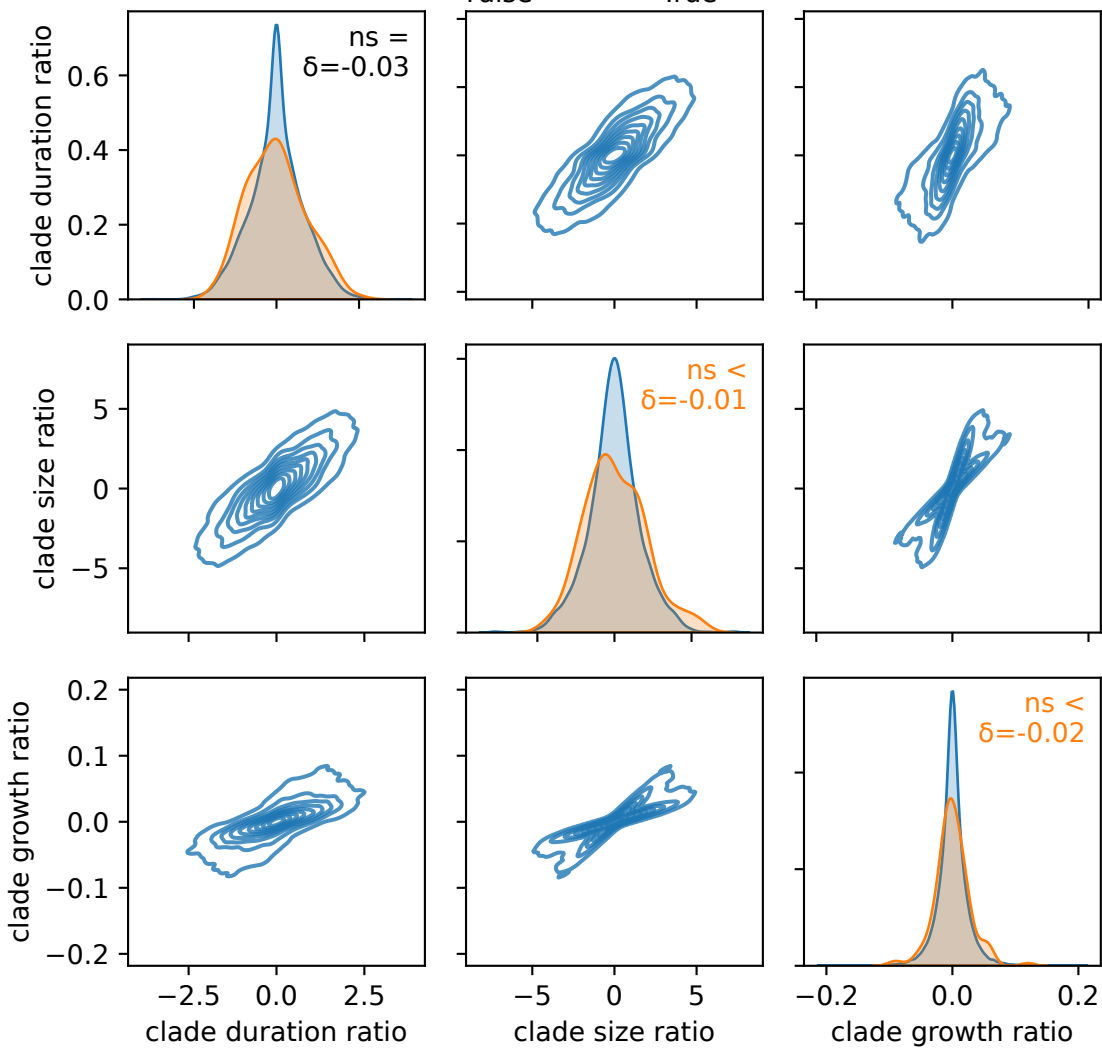 clade duration ratio
0.6
0.4
0.2
0.0
ns =
δ=-0.03
clade size ratio
5
0
−5
ns <
δ=-0.01
clade growth ratio
0.2
0.1
0.0
−0.1
−0.2
ns <
δ=-0.02
−2.5 0.0 2.5
−5 0 5
−0.2 0.0 0.2
clade duration ratio
clade size ratio
clade growth ratio